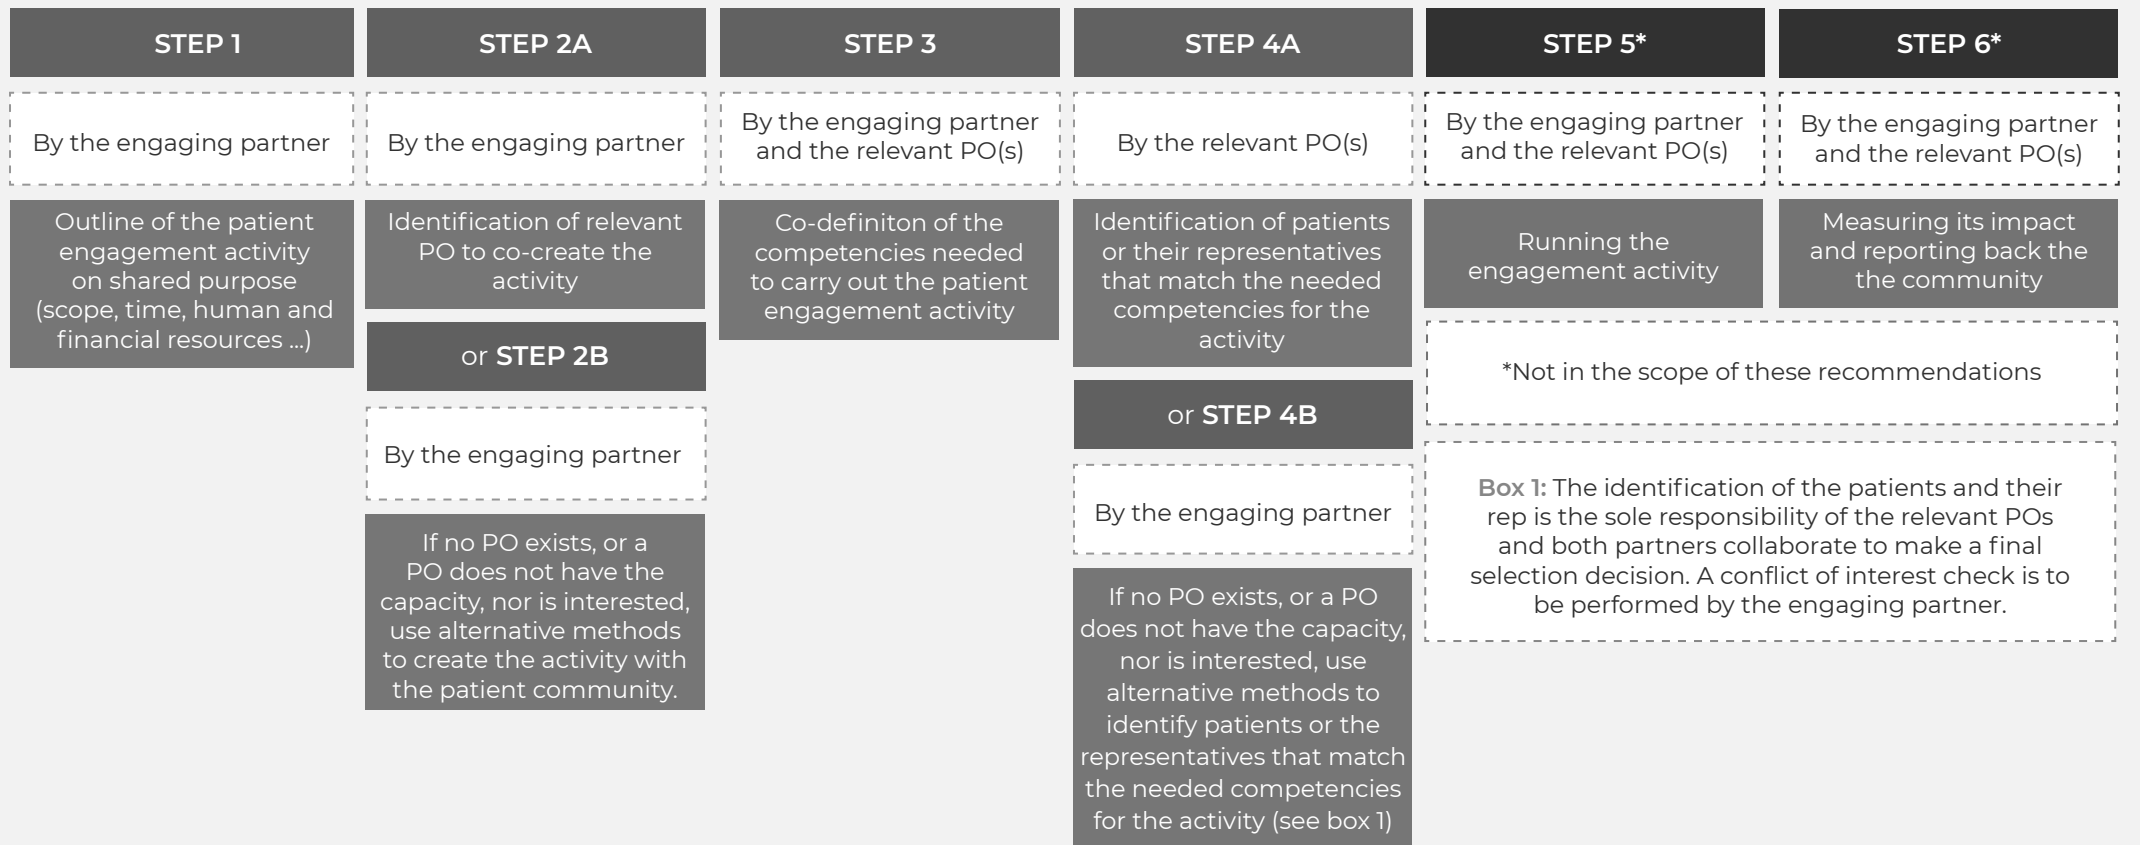 STEP 1
By the engaging partner
Outline of the patient
engagement activity
on shared purpose
(scope, time, human and
financial resources ...)
STEP 2A
By the engaging partner
Identification of relevant
PO to co-create the
activity
or STEP 2B
By the engaging partner
If no PO exists, or a
PO does not have the
capacity, nor is interested,
use alternative methods
to create the activity with
the patient community.
STEP 3
By the engaging partner
and the relevant PO(s)
Co-definiton of the
competencies needed
to carry out the patient
engagement activity
STEP 4A
By the relevant PO(s)
Identification of patients
or their representatives
that match the needed
competencies for the
activity
or STEP 4B
By the engaging partner
If no PO exists, or a PO
does not have the capacity,
nor is interested, use
alternative methods to
identify patients or the
representatives that match
the needed competencies
for the activity (see box 1)
STEP 5*
By the engaging partner
and the relevant PO(s)
Running the
engagement activity
STEP 6*
By the engaging partner
and the relevant PO(s)
Measuring its impact
and reporting back the
the community
*Not in the scope of these recommendations
Box 1: The identification of the patients and their
rep is the sole responsibility of the relevant POs
and both partners collaborate to make a final
selection decision. A conflict of interest check is to
be performed by the engaging partner.